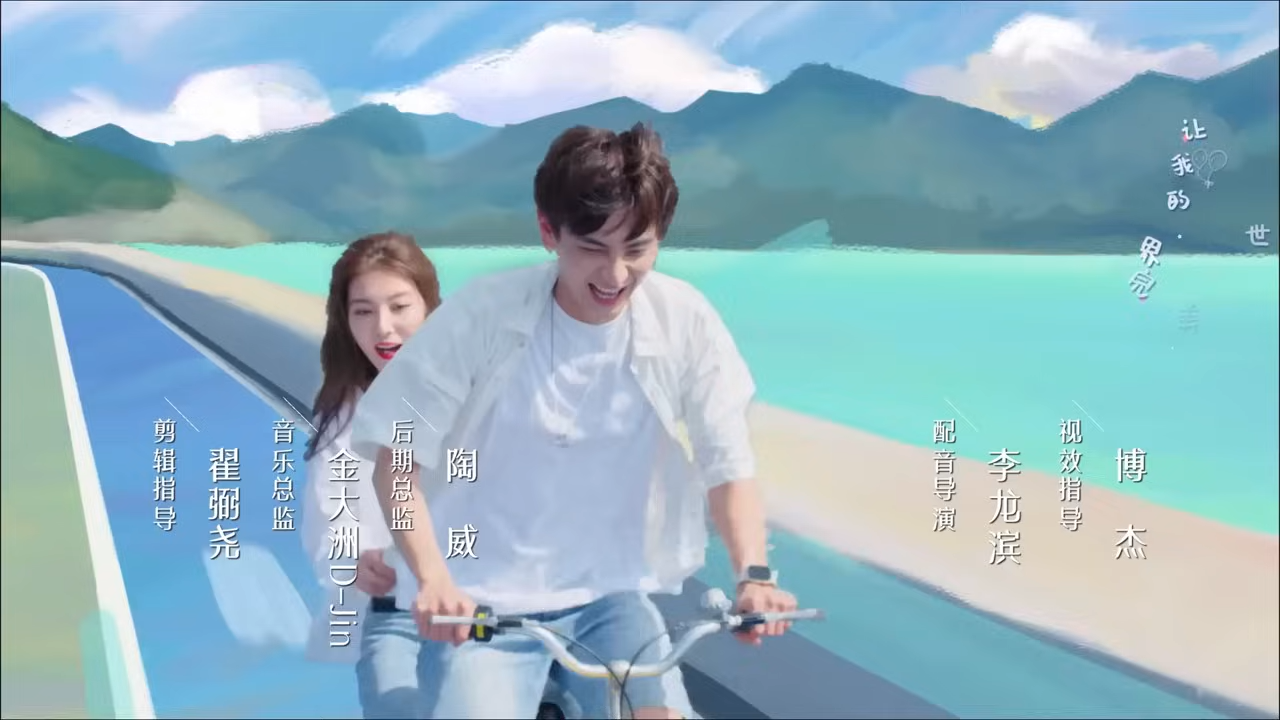 让我的
世
界完
剪辑指导
翟弼尧
音乐总监
金大洲D-Jin
后期总监
陶威
配音导演
李龙滨
视效指导
博杰